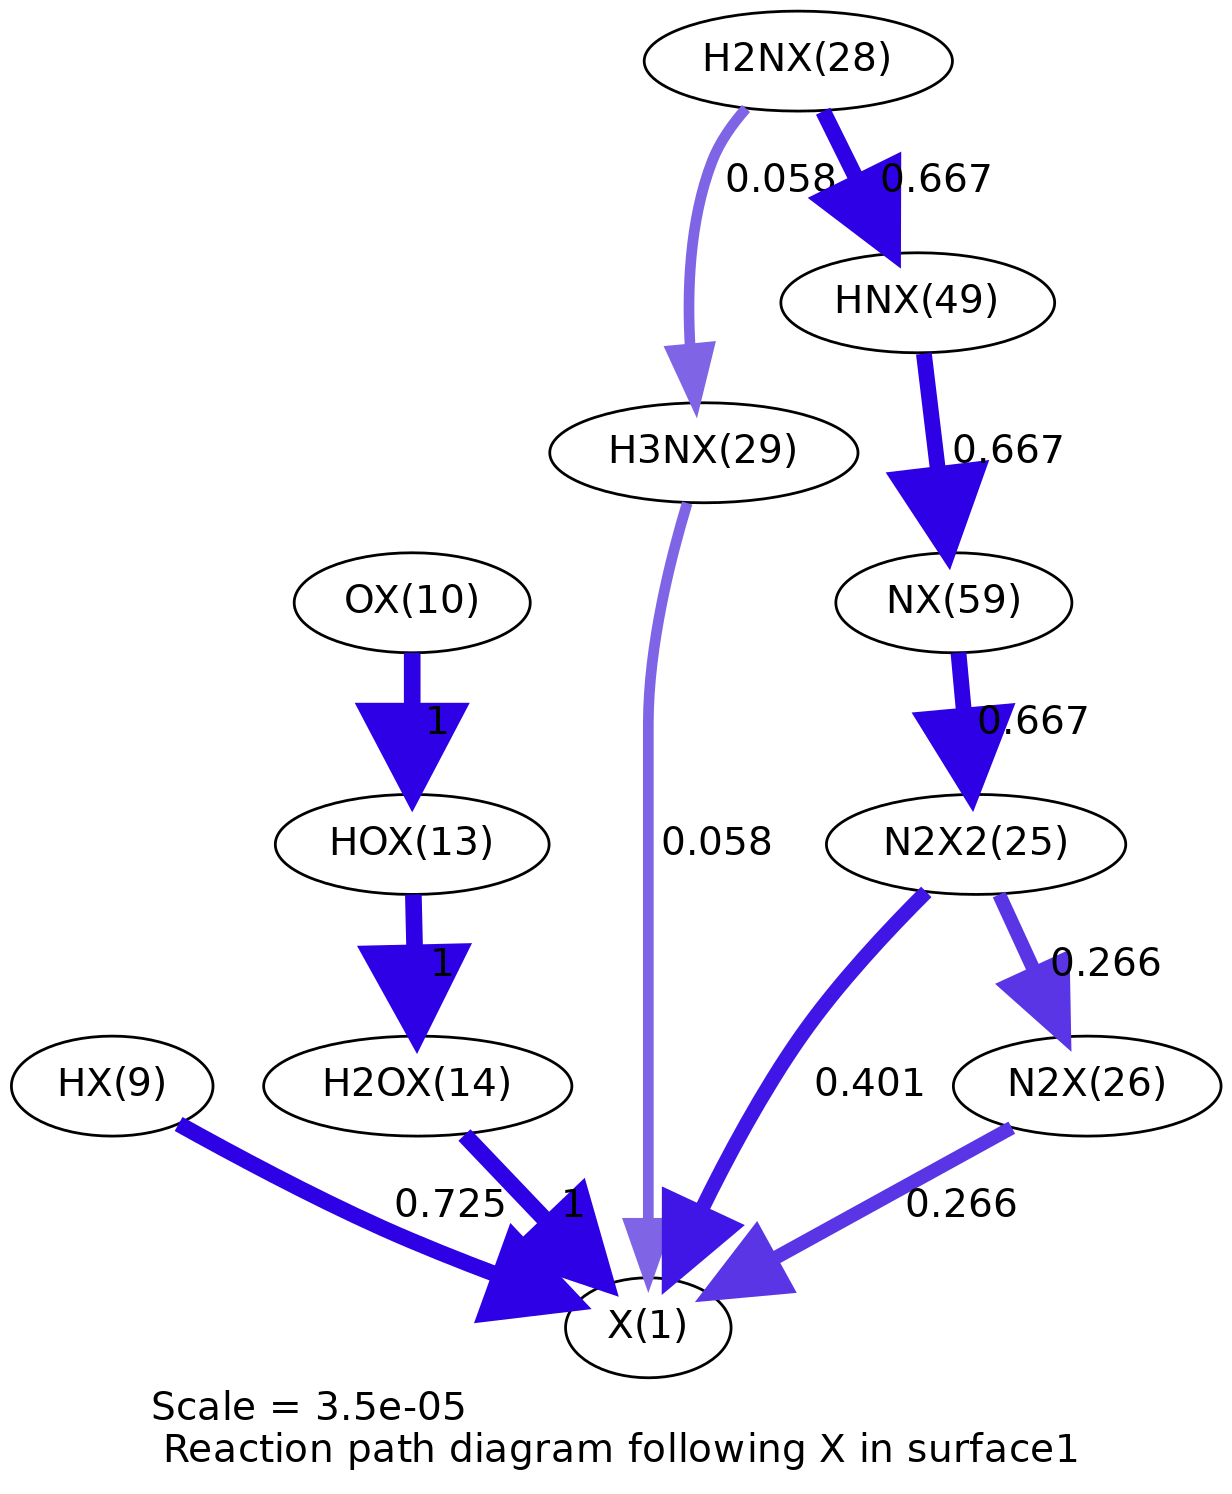 H2NX(28)
0.058
0.667
HNX(49)
H3NX(29)
0.667
OX(10)
NX(59)
1
0.667
HOX(13)
0.058
N2X2(25)
1
0.266
HX(9)
H2OX(14)
0.401
N2X(26)
0.725
1
0.266
X(1)
Scale = 3.5e-05
Reaction path diagram following X in surface1